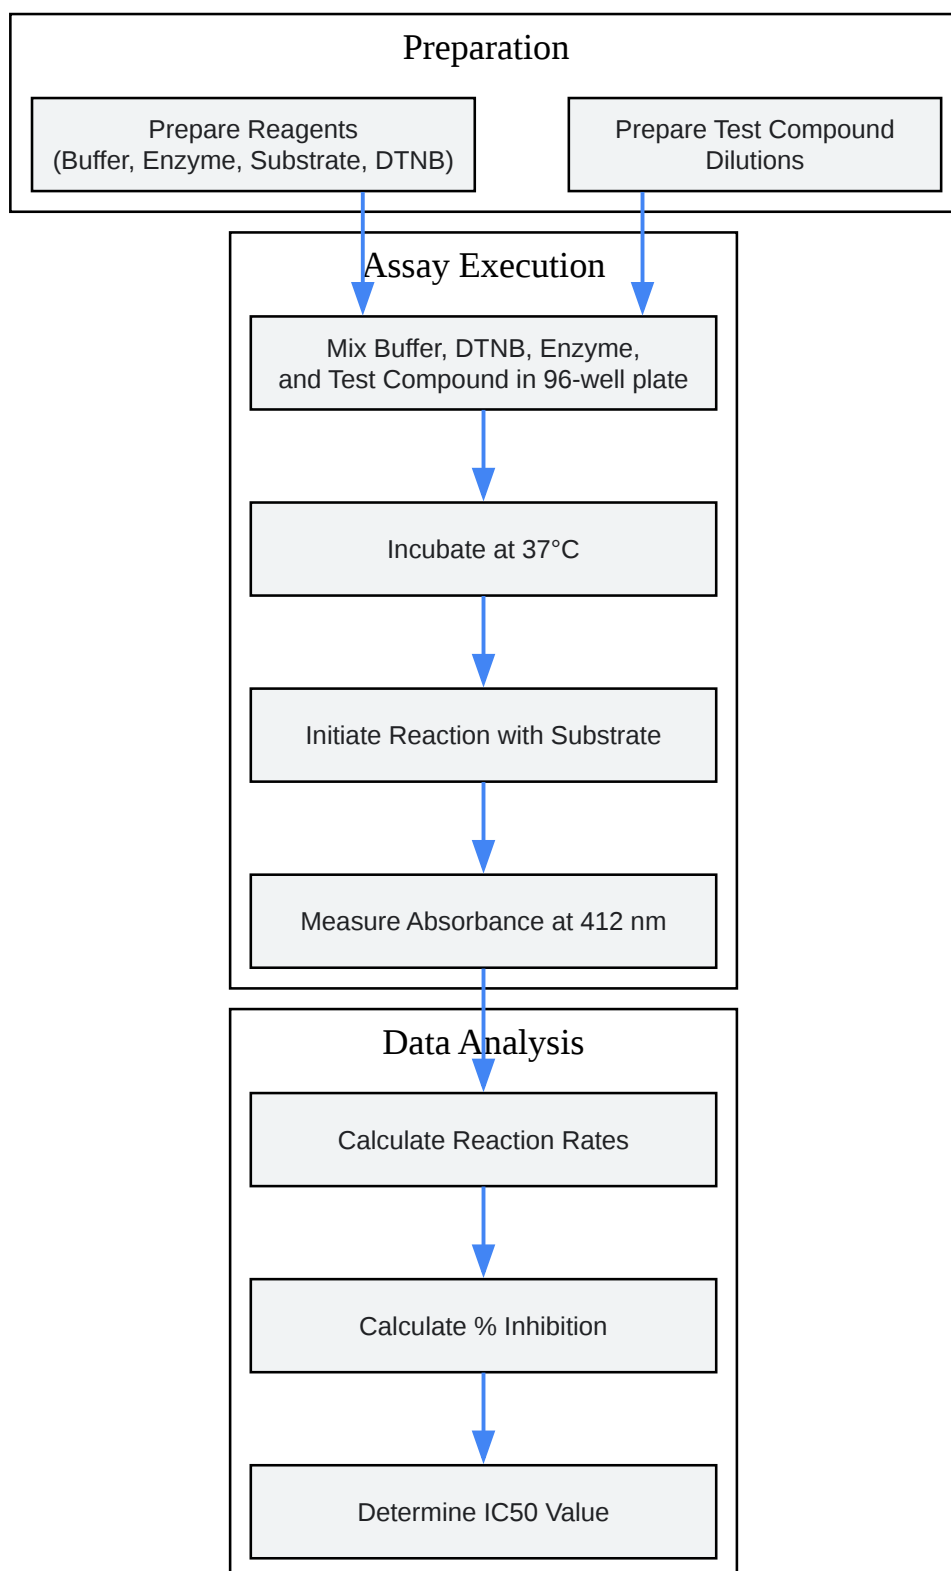 Preparation
Prepare Reagents
(Buffer, Enzyme, Substrate, DTNB)
Prepare Test Compound
Dilutions
Assay Execution
Mix Buffer, DTNB, Enzyme,
and Test Compound in 96-well plate
Incubate at 37°C
Initiate Reaction with Substrate
Measure Absorbance at 412 nm
Data Analysis
Calculate Reaction Rates
Calculate % Inhibition
Determine IC50 Value